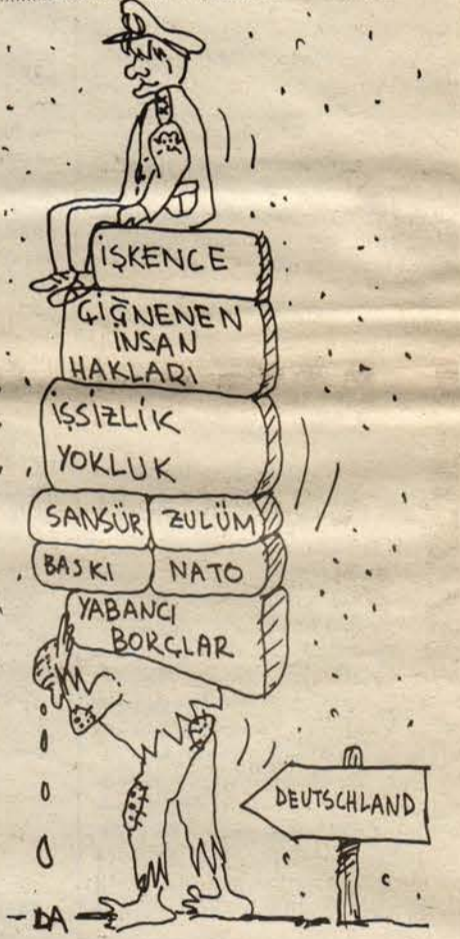 İŞKENCE
ÇİĞNENEN
İNSAN
HAKLARI
İŞSİZLİK
YOKLUK
SANSÜR ZULÜM
BASKI NATO
YABANCI
BORÇLAR
DEUTSCHLAND
DA